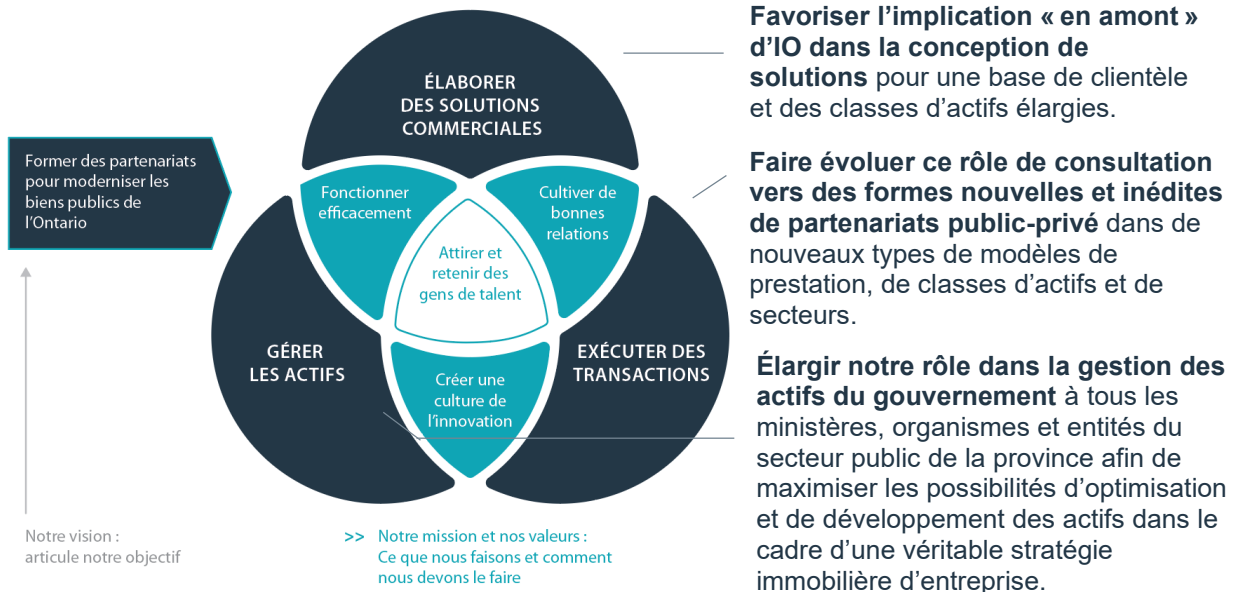 Former des partenariats
pour moderniser les
biens publics de
l’Ontario
Notre vision :
articule notre objectif
ÉLABORER
DES SOLUTIONS
COMMERCIALES
Fonctionner
efficacement
Cultiver de
bonnes
relations
Attirer et
retenir des
gens de talent
GÉRER
LES ACTIFS
EXÉCUTER DES
TRANSACTIONS
Créer une
culture de
l’innovation
>> Notre mission et nos valeurs :
Ce que nous faisons et comment
nous devons le faire
Favoriser l’implication « en amont »
d’IO dans la conception de
solutions pour une base de clientèle
et des classes d’actifs élargies.
Faire évoluer ce rôle de consultation
vers des formes nouvelles et inédites
de partenariats public-privé dans de
nouveaux types de modèles de
prestation, de classes d’actifs et de
secteurs.
Élargir notre rôle dans la gestion des
actifs du gouvernement à tous les
ministères, organismes et entités du
secteur public de la province afin de
maximiser les possibilités d’optimisation
et de développement des actifs dans le
cadre d’une véritable stratégie
immobilière d’entreprise.